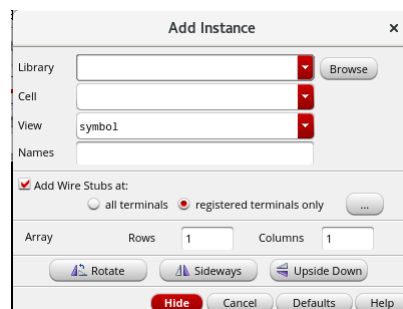 Add Instance
Library Browse
Cell
View symbol
Names
Add Wire Stubs at:
all terminals registered terminals only ...
Array Rows 1 Columns 1
Rotate Sideways Upside Down
Hide Cancel Defaults Help